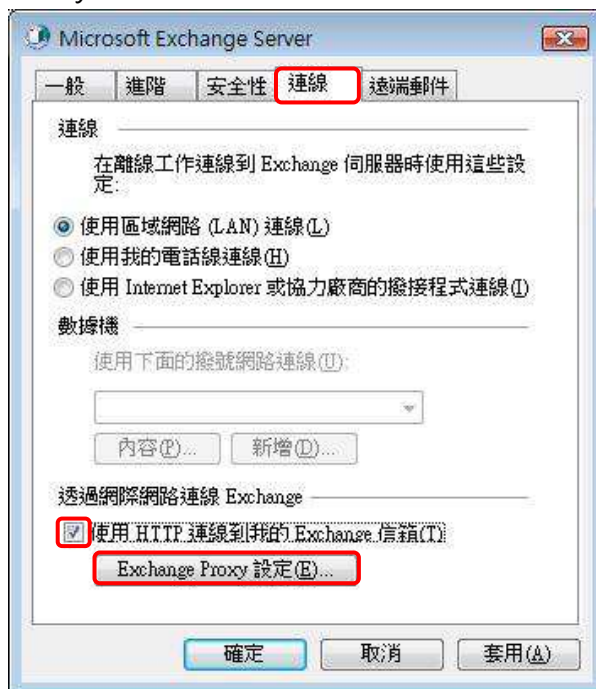 Microsoft Exchange Server
一般 進階 安全性 連線 遠端郵件
連線
在離線工作連線到 Exchange 伺服器時使用這些設
定:
使用區域網路 (LAN) 連線(L)
使用我的電話線連線(H)
使用 Internet Explorer 或協力廠商的撥接程式連線(I)
數據機
使用下面的撥號網路連線(U):
內容(P)... 新增(D)...
透過網際網路連線 Exchange
使用 HTTP 連線到我的 Exchange 信箱(T)
Exchange Proxy 設定(E)...
確定 取消 套用(A)